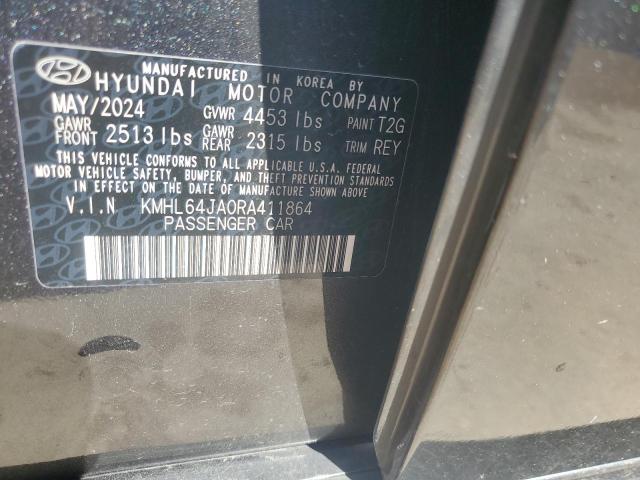 MANUFACTURED IN KOREA BY
HYUNDAI MOTOR COMPANY
MAY/2024 GVWR 4453 lbs PAINT T2G
GAWR FRONT 2513 lbs GAWR REAR 2315 lbs TRIM REY
THIS VEHICLE CONFORMS TO ALL APPLICABLE U.S.A. FEDERAL
MOTOR VEHICLE SAFETY, BUMPER, AND THEFT PREVENTION STANDARDS
IN EFFECT ON THE DATE OF MANUFACTURE SHOWN ABOVE.
V.I.N KMHL64JA0RA411864
PASSENGER CAR